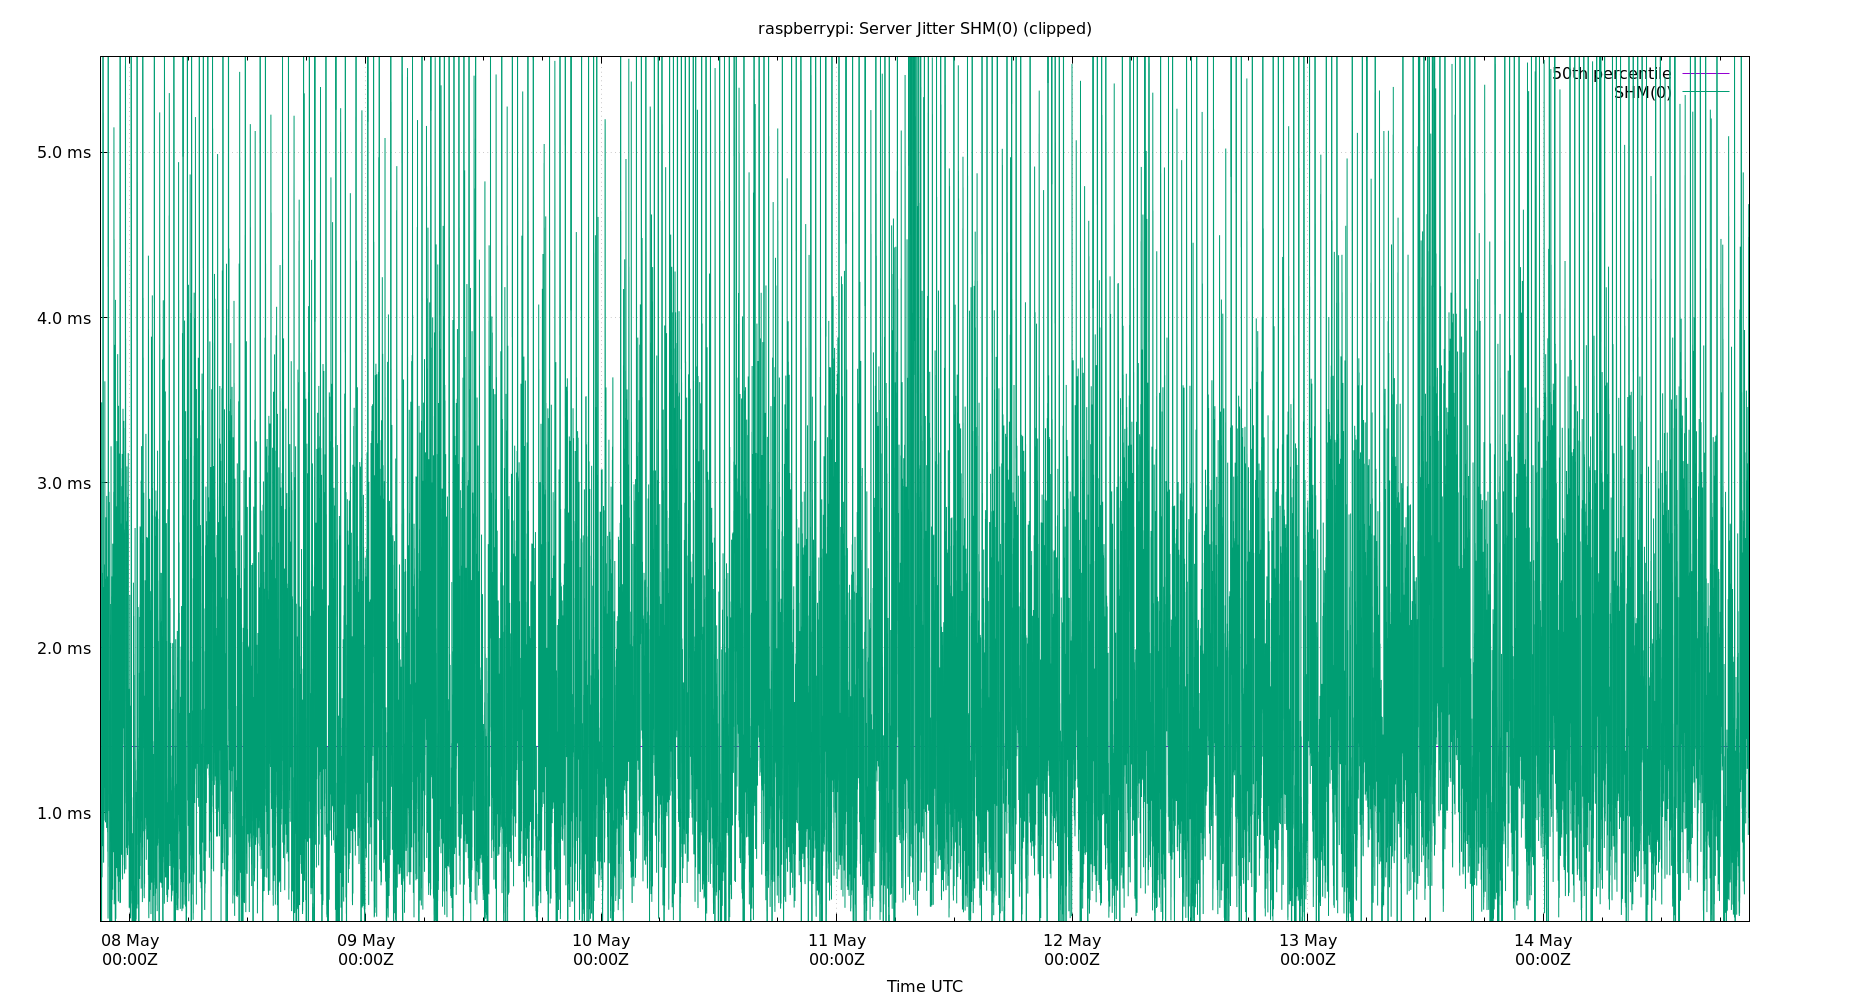 raspberrypi: Server Jitter SHM(0) (clipped)
50th percentile
SHM(0)
5.0 ms
4.0 ms
3.0 ms
2.0 ms
1.0 ms
08 May 09 May 10 May 11 May 12 May 13 May 14 May
00:00Z 00:00Z 00:00Z 00:00Z 00:00Z 00:00Z 00:00Z
Time UTC